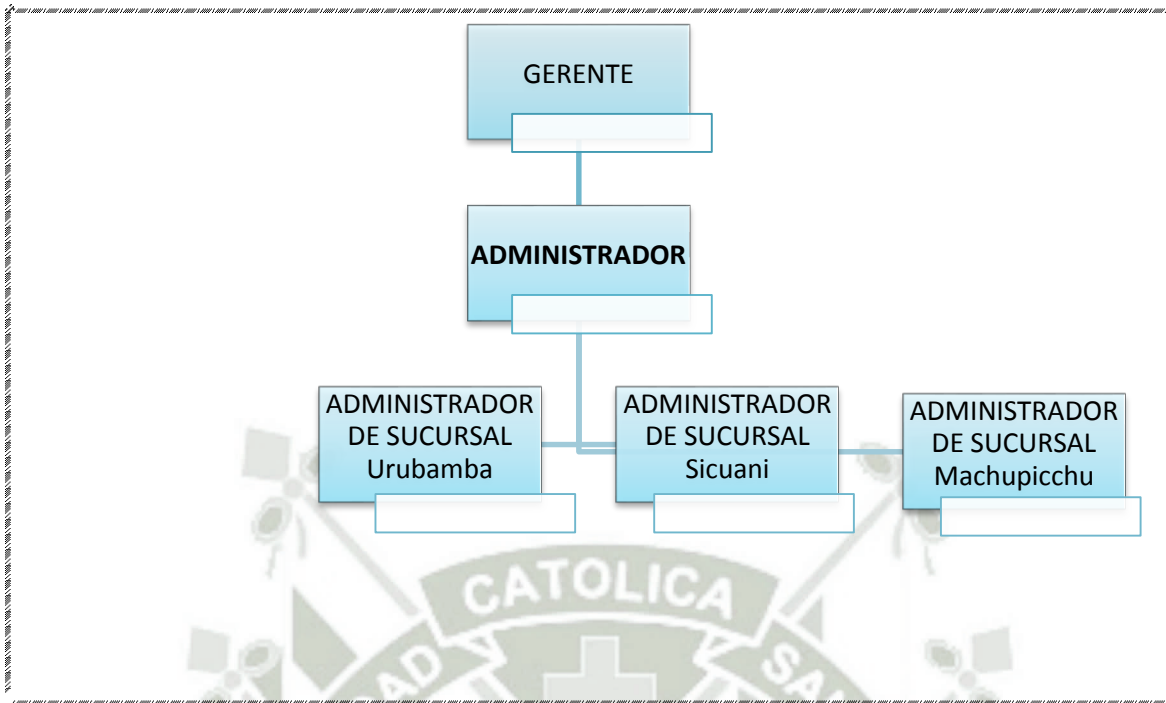 GERENTE
ADMINISTRADOR
ADMINISTRADOR
DE SUCURSAL
Urubamba
ADMINISTRADOR
DE SUCURSAL
Sicuani
ADMINISTRADOR
DE SUCURSAL
Machupicchu
CATOLICA